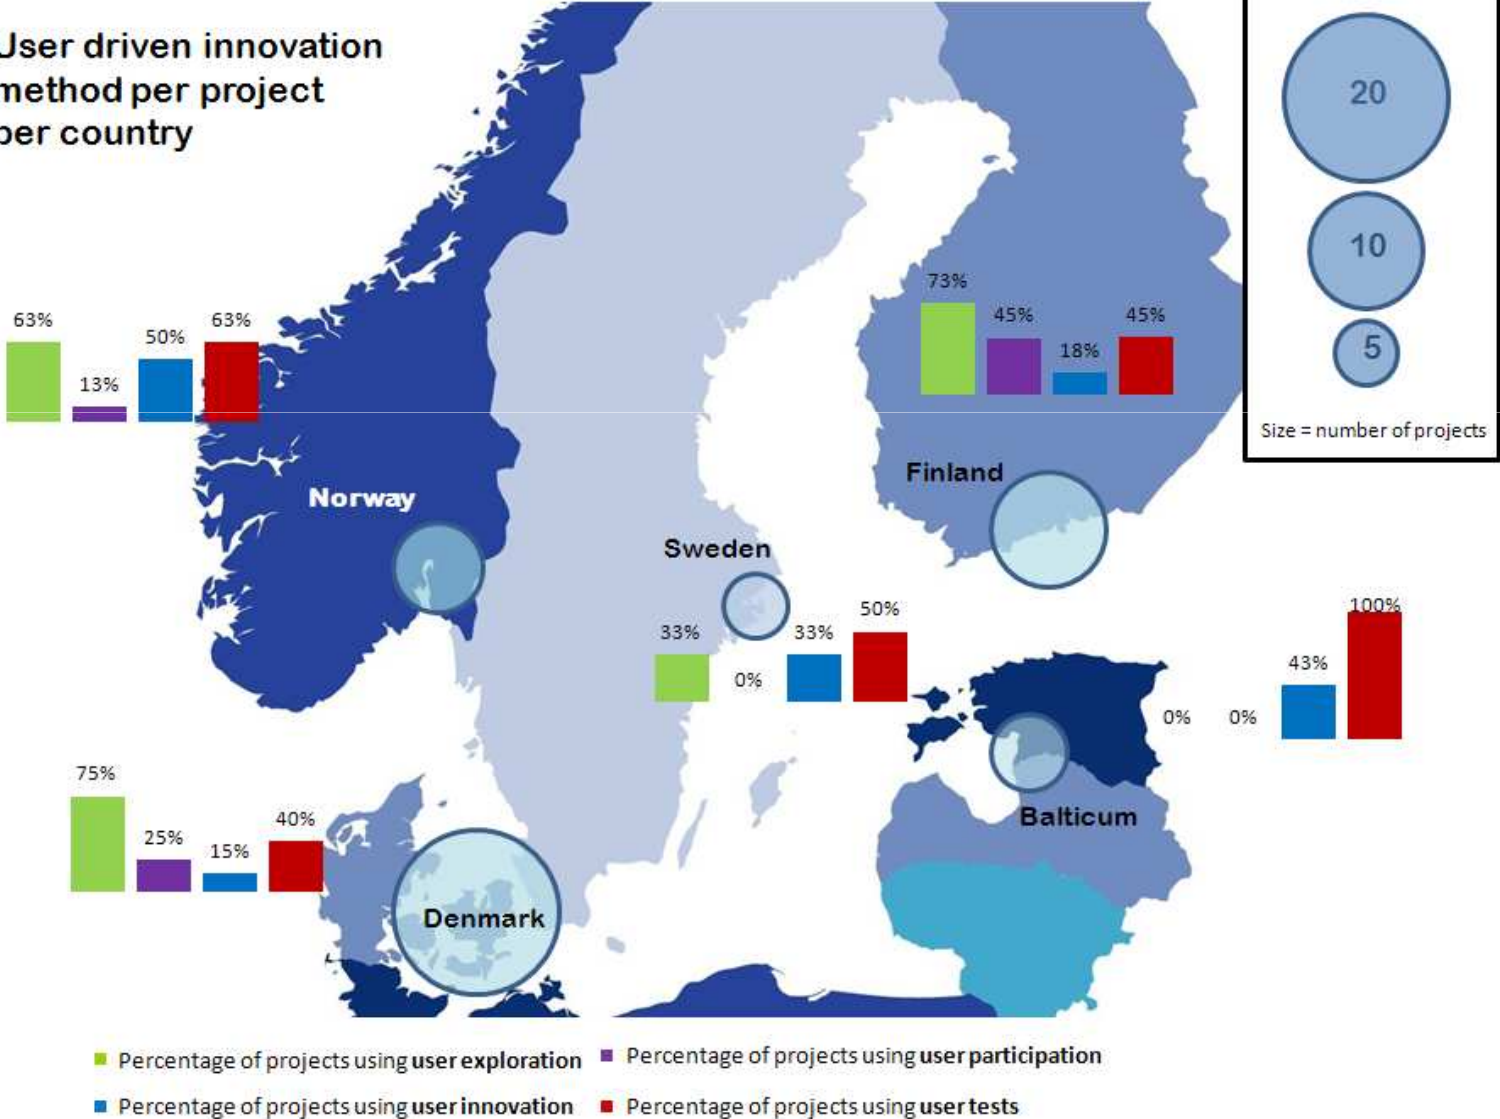 User driven innovation
method per project
per country
20
10
5
Size = number of projects
73%
45%
18%
45%
63%
13%
50%
63%
Finland
Norway
Sweden
33%
0%
33%
50%
100%
43%
0%
0%
Balticum
75%
25%
15%
40%
Denmark
Percentage of projects using user exploration
Percentage of projects using user participation
Percentage of projects using user innovation
Percentage of projects using user tests